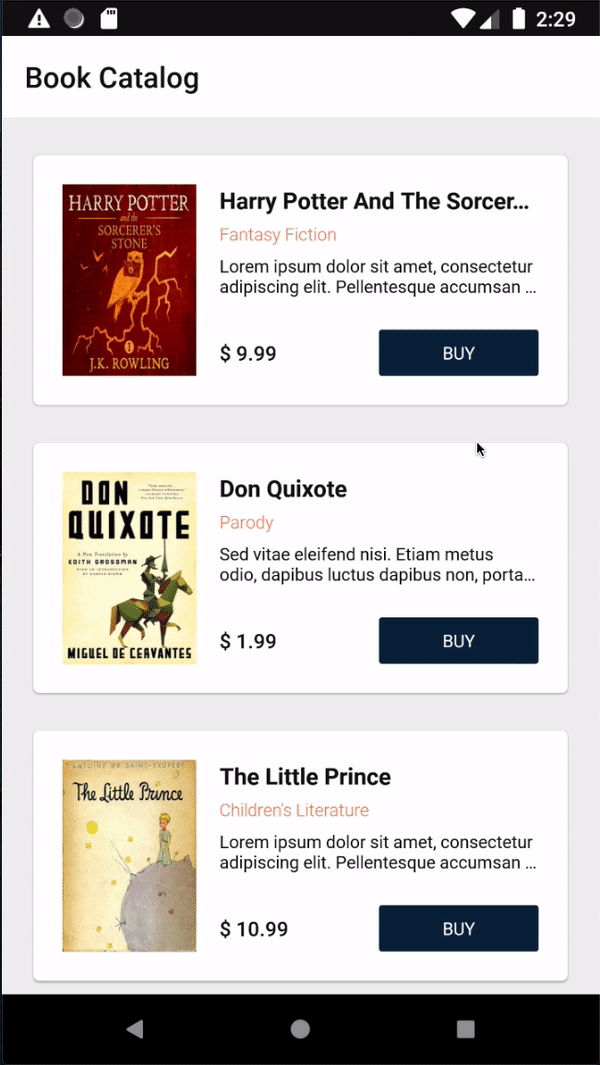 2:29
Book Catalog
HARRY POTTER
and the
SORCERER'S
STONE
1
J.K. ROWLING
Harry Potter And The Sorcer...
Fantasy Fiction
Lorem ipsum dolor sit amet, consectetur
adipiscing elit. Pellentesque accumsan ...
$ 9.99
BUY
DON
QUIXOTE
A New Translation by
EDITH GROSSMAN
MIGUEL DE CERVANTES
Don Quixote
Parody
Sed vitae eleifend nisi. Etiam metus
odio, dapibus luctus dapibus non, porta...
$ 1.99
BUY
ANTOINE DE SAINT-EXUPÉRY
The Little Prince
The Little Prince
Children's Literature
Lorem ipsum dolor sit amet, consectetur
adipiscing elit. Pellentesque accumsan ...
$ 10.99
BUY